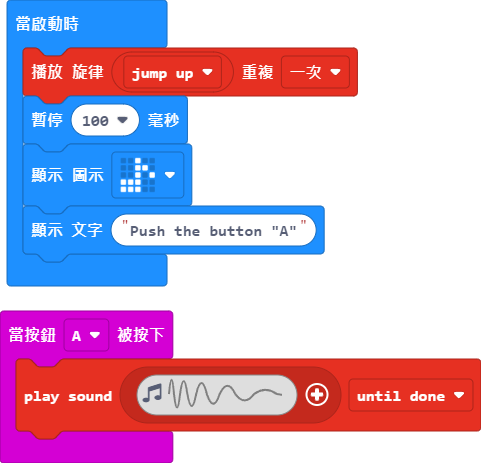 當啟動時
播放 旋律 jump up 重複 一次
暫停 100 毫秒
顯示 圖示
顯示 文字 "Push the button "A""
當按鈕 A 被按下
play sound until done